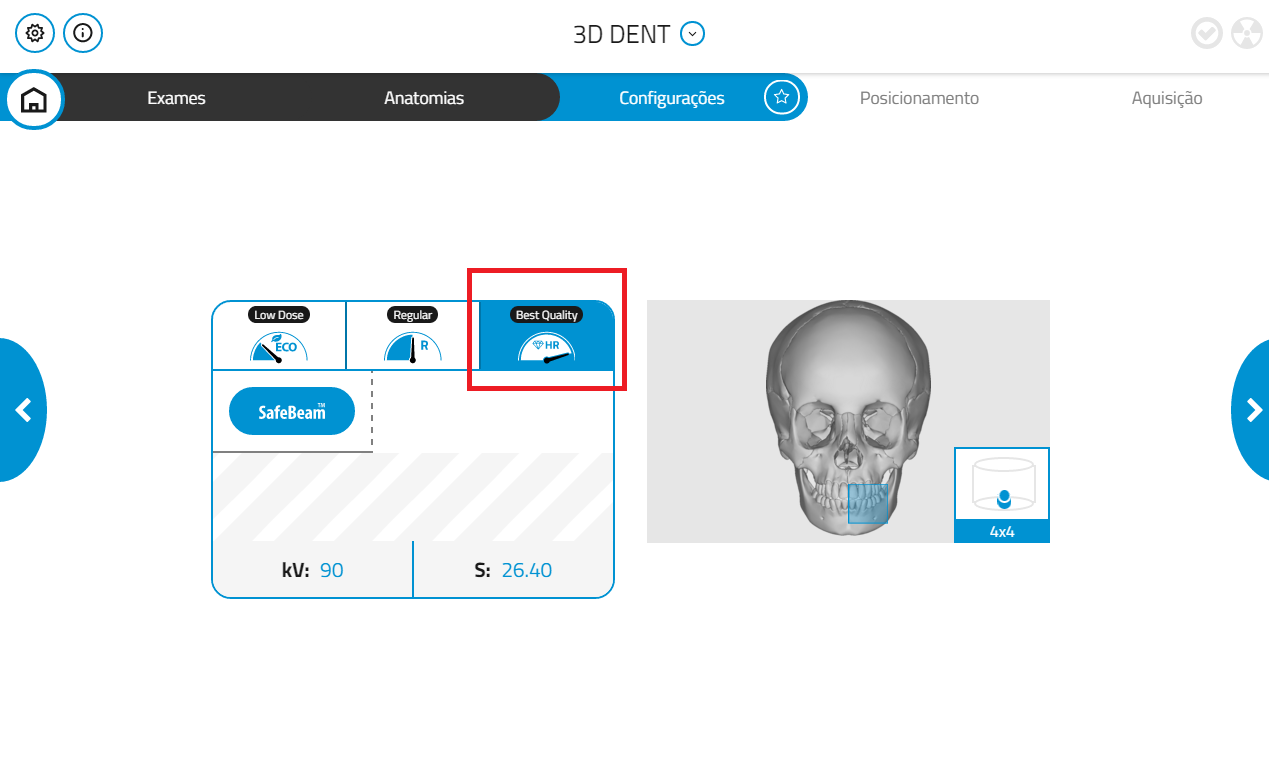 3D DENT
Exames
Anatomias
Configurações
Posicionamento
Aquisição
Low Dose
Regular
Best Quality
ECO
R
HR
SafeBeam™
kV: 90
S: 26.40
4x4